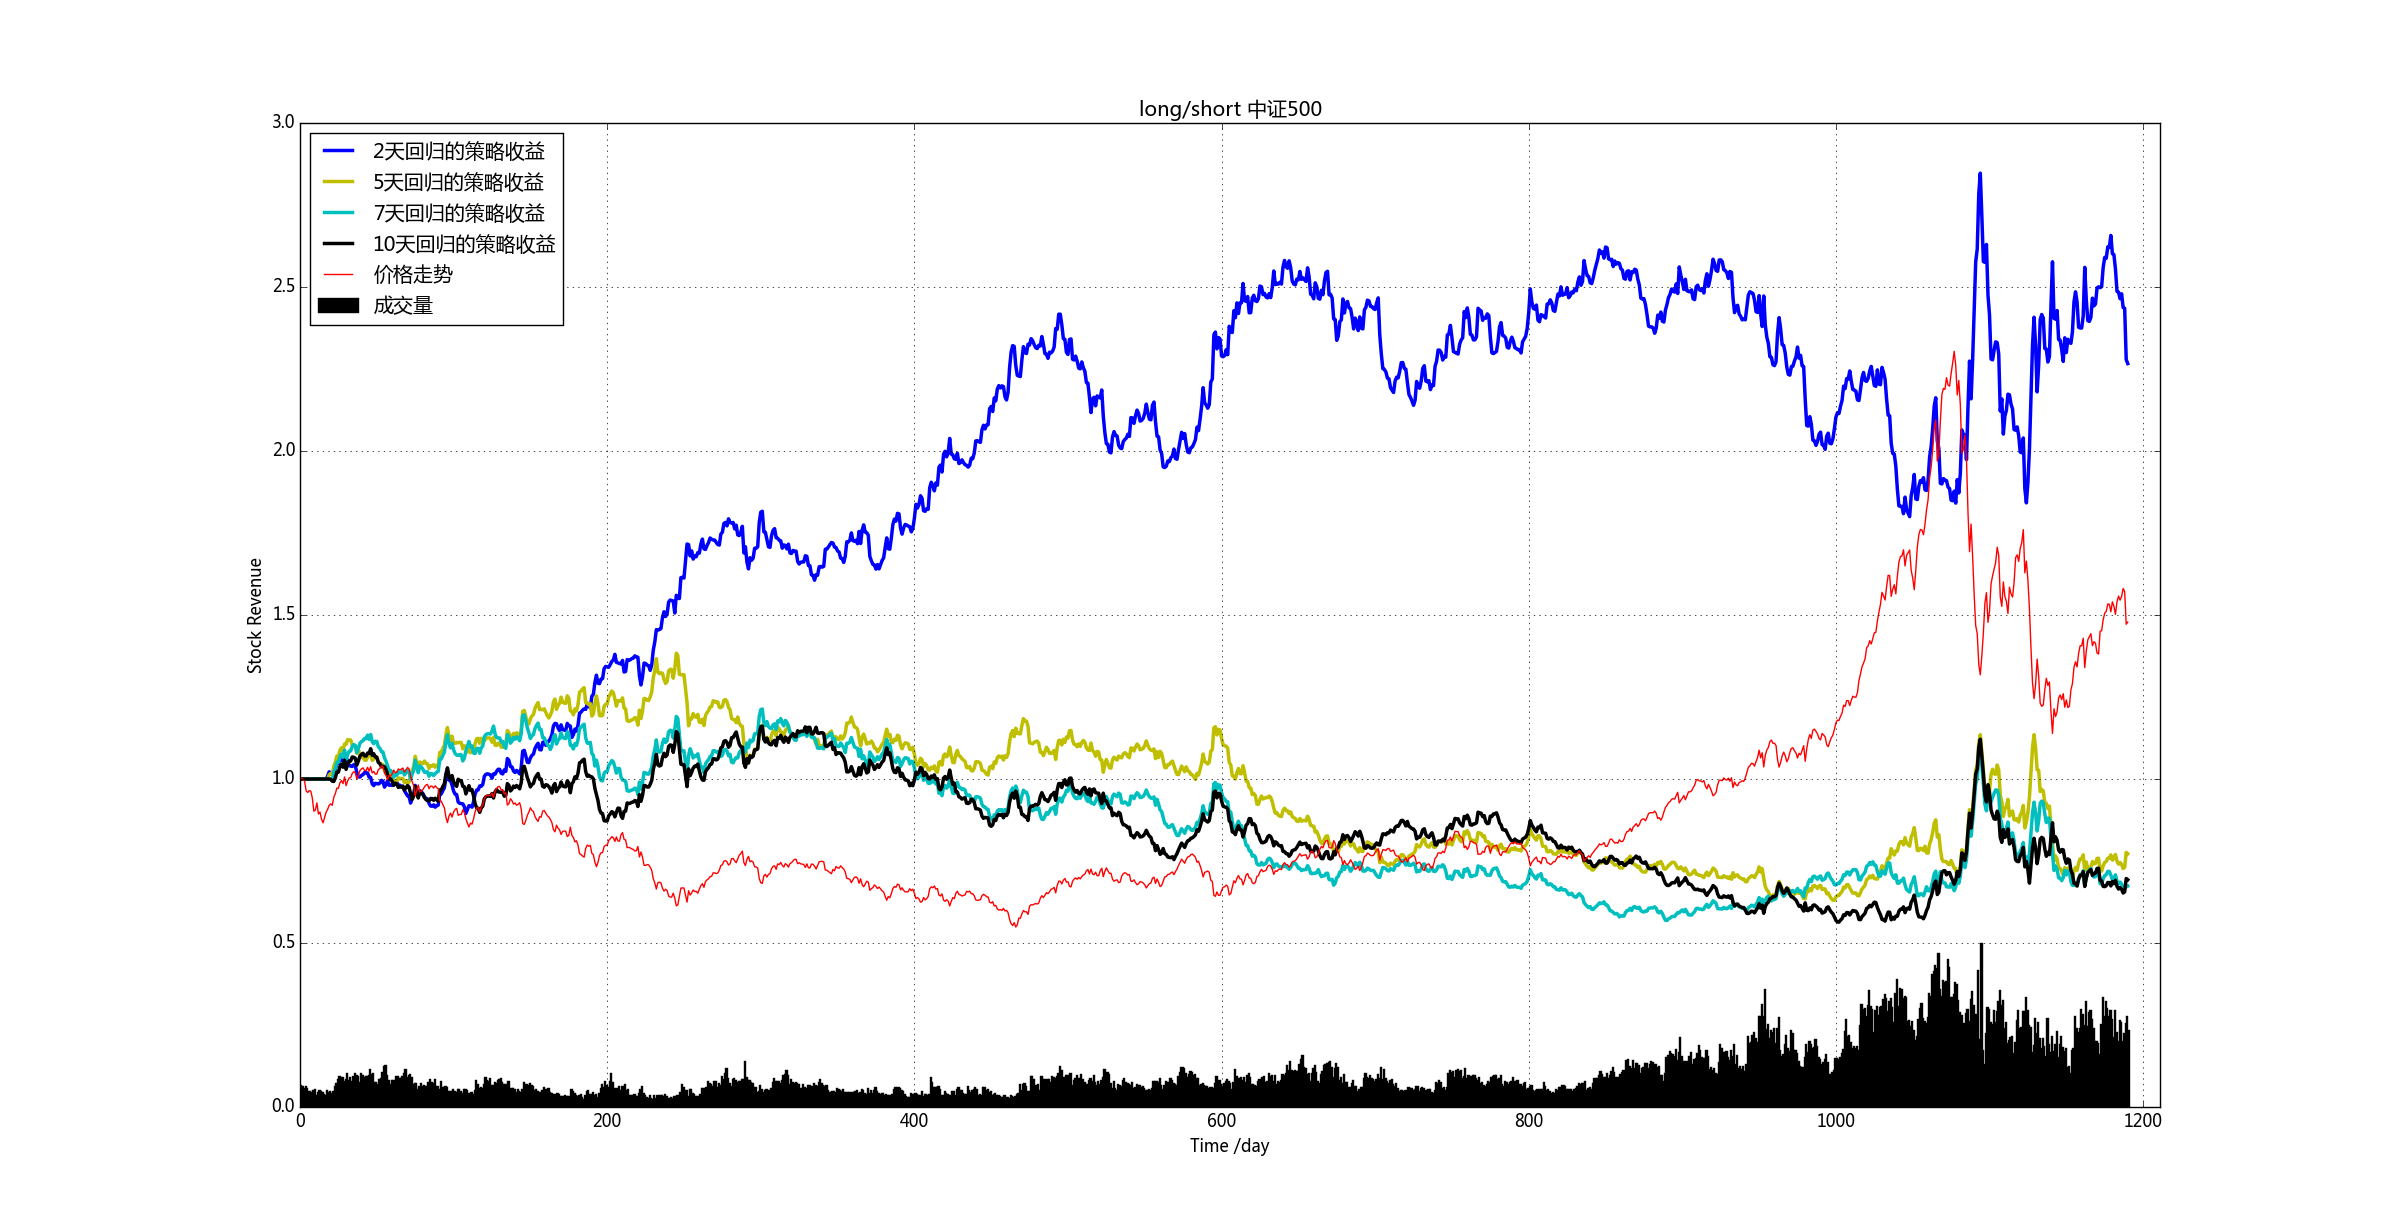 long/short 中证500
3.0
2.5
2.0
1.5
1.0
0.5
0.0
Stock Revenue
2天回归的策略收益
5天回归的策略收益
7天回归的策略收益
10天回归的策略收益
价格走势
成交量
0 200 400 600 800 1000 1200
Time /day